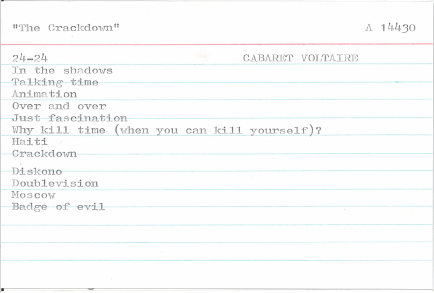 "The Crackdown" A 14430
24-24 CABARET VOLTAIRE
In the shadows
Talking time
Animation
Over and over
Just fascination
Why kill time (when you can kill yourself)?
Haiti
Crackdown
Diskono
Doublevision
Moscow
Badge of evil